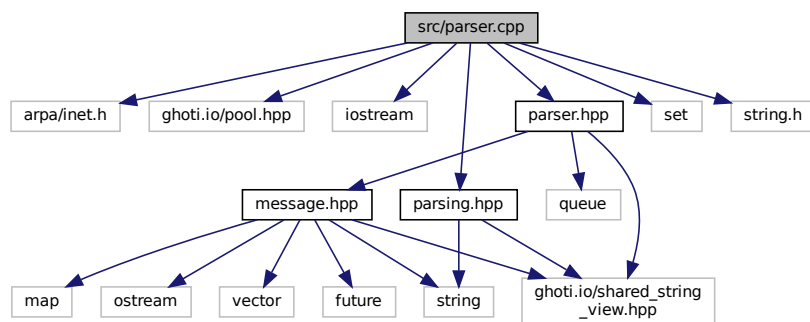 src/parser.cpp
arpa/inet.h
ghoti.io/pool.hpp
iostream
parser.hpp
set
string.h
message.hpp
parsing.hpp
queue
map
ostream
vector
future
string
ghoti.io/shared_string
_view.hpp